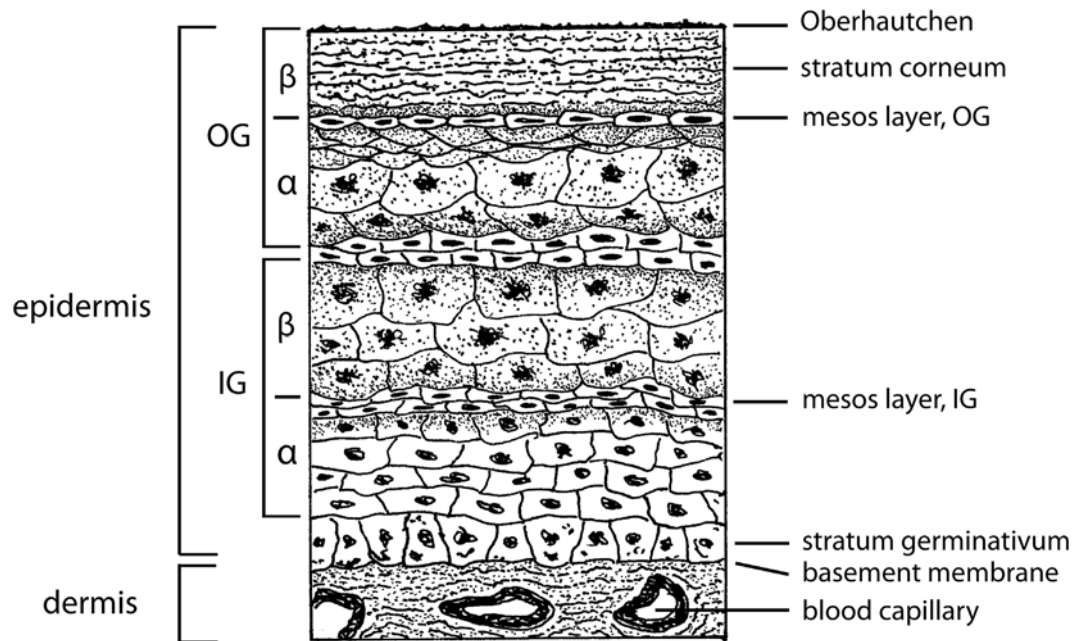 Oberhautchen
β
stratum corneum
mesos layer, OG
OG
α
epidermis
β
IG
mesos layer, IG
α
stratum germinativum
basement membrane
dermis
blood capillary